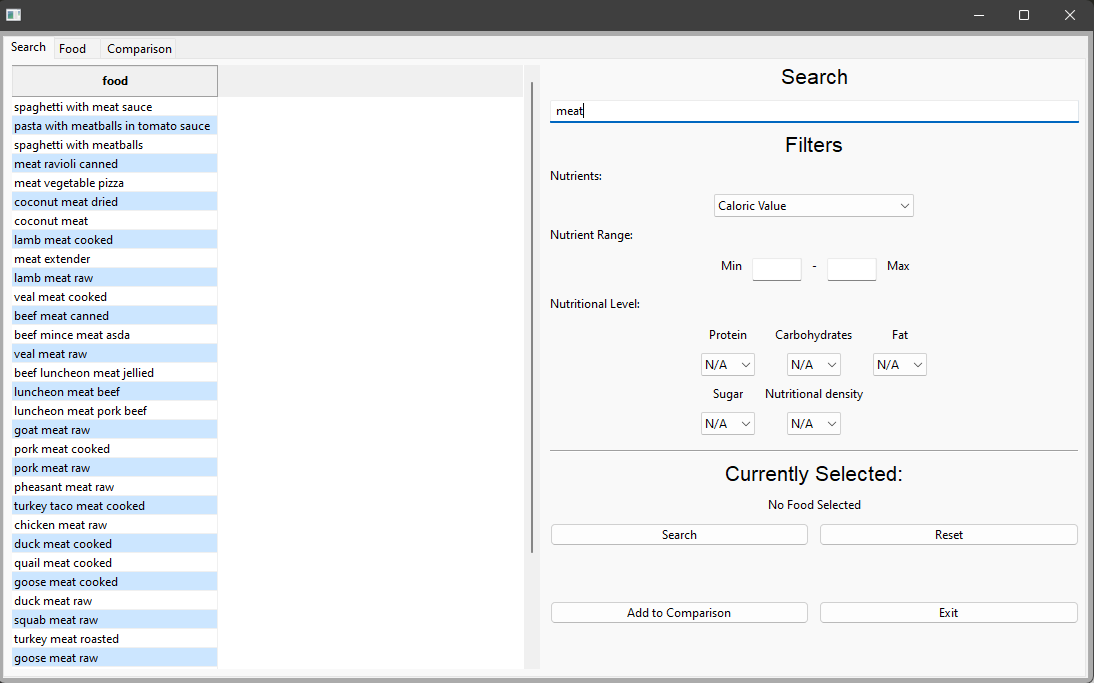 Search Food Comparison
food
spaghetti with meat sauce
pasta with meatballs in tomato sauce
spaghetti with meatballs
meat ravioli canned
meat vegetable pizza
coconut meat dried
coconut meat
lamb meat cooked
meat extender
lamb meat raw
veal meat cooked
beef meat canned
beef mince meat asda
veal meat raw
beef luncheon meat jellied
luncheon meat beef
luncheon meat pork beef
goat meat raw
pork meat cooked
pork meat raw
pheasant meat raw
turkey taco meat cooked
chicken meat raw
duck meat cooked
quail meat cooked
goose meat cooked
duck meat raw
squab meat raw
turkey meat roasted
goose meat raw
Search
meat
Filters
Nutrients:
Caloric Value
Nutrient Range:
Min - Max
Nutritional Level:
Protein Carbohydrates Fat
N/A N/A N/A
Sugar Nutritional density
N/A N/A
Currently Selected:
No Food Selected
Search Reset
Add to Comparison Exit